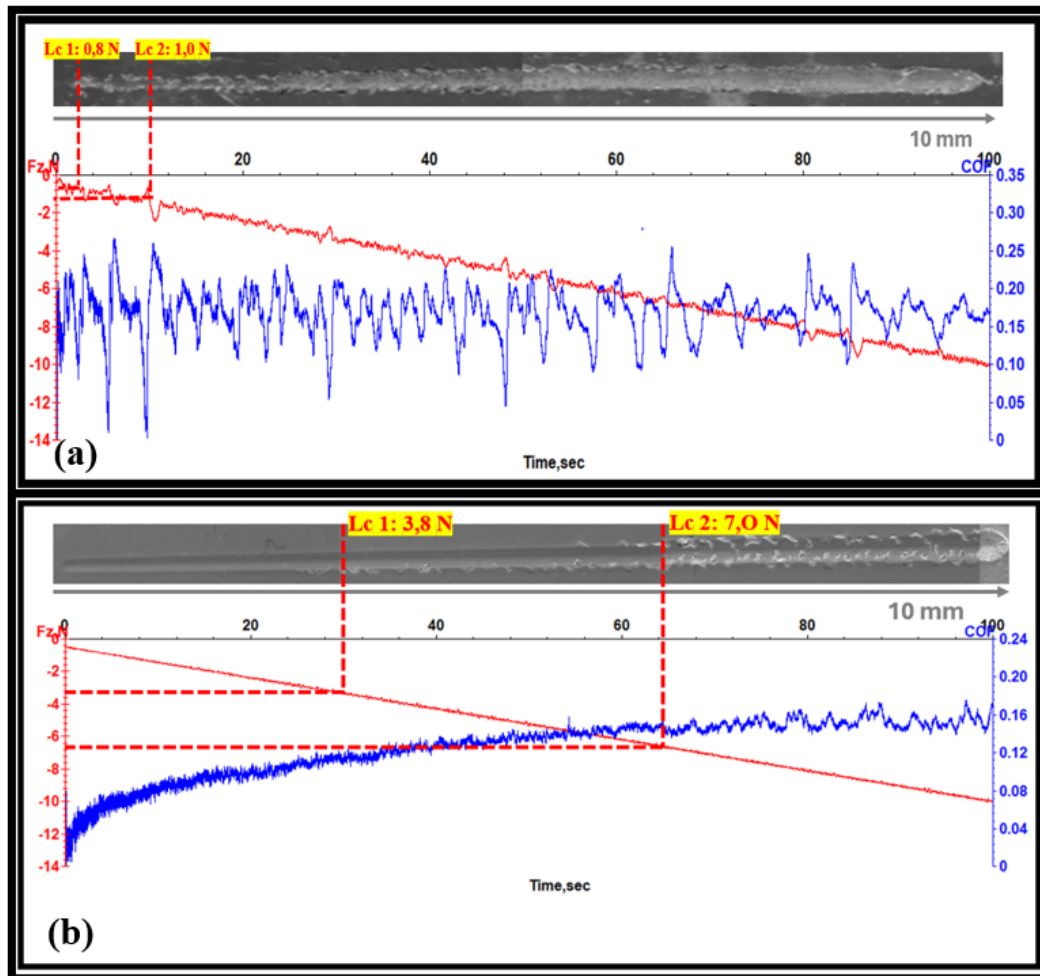 Lc 1: 0,8 N Lc 2: 1,0 N
10 mm
0 20 40 60 80 100
Fz,N COF
0 0.35
-2 0.30
-4 0.25
-6 0.20
-8 0.15
-10 0.10
-12 0.05
-14 0
(a)
Time,sec
Lc 1: 3,8 N Lc 2: 7,O N
10 mm
0 20 40 60 80 100
Fz,N COF
0 0.24
-2 0.20
-4 0.16
-6 0.12
-8 0.08
-10 0.04
-12 0
-14
Time,sec
(b)